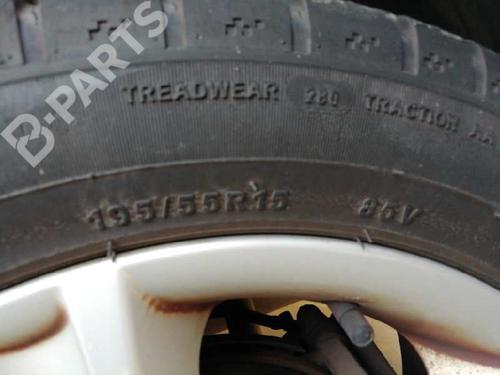 B-PARTS
TREADWEAR 280 TRACTION AA
195/55R15 85V